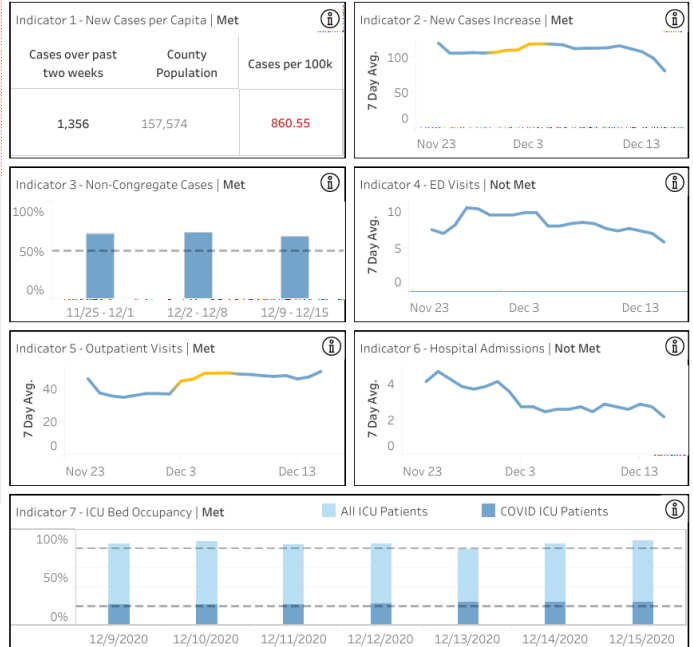 Indicator 1 - New Cases per Capita | Met
Cases over past two weeks
County Population
Cases per 100k
1,356
157,574
860.55
Indicator 2 - New Cases Increase | Met
7 Day Avg.
100
50
0
Nov 23
Dec 3
Dec 13
Indicator 3 - Non-Congregate Cases | Met
100%
50%
0%
11/25 - 12/1
12/2 - 12/8
12/9 - 12/15
Indicator 4 - ED Visits | Not Met
7 Day Avg.
10
5
0
Nov 23
Dec 3
Dec 13
Indicator 5 - Outpatient Visits | Met
7 Day Avg.
40
20
0
Nov 23
Dec 3
Dec 13
Indicator 6 - Hospital Admissions | Not Met
7 Day Avg.
4
2
0
Nov 23
Dec 3
Dec 13
Indicator 7 - ICU Bed Occupancy | Met
All ICU Patients
COVID ICU Patients
100%
50%
0%
12/9/2020
12/10/2020
12/11/2020
12/12/2020
12/13/2020
12/14/2020
12/15/2020